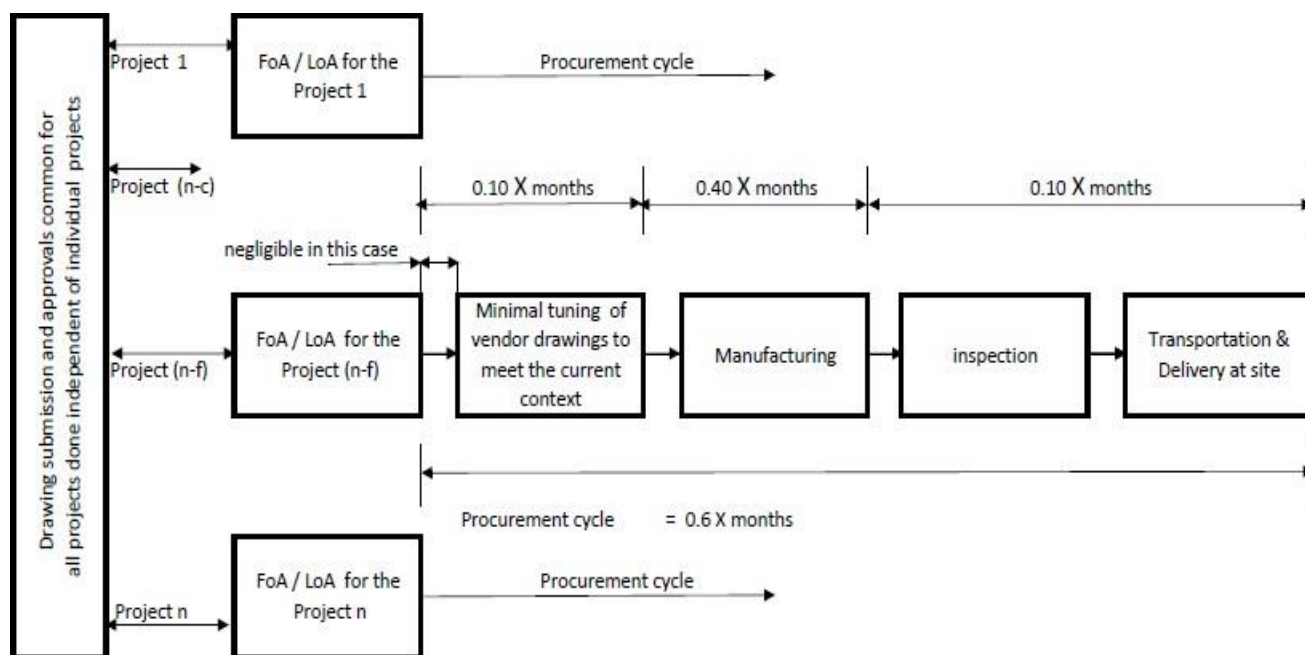 Drawing submission and approvals common for
all projects done independent of individual projects
Project 1
FoA / LoA for the
Project 1
Procurement cycle
Project (n-c)
0.10 X months
0.40 X months
0.10 X months
negligible in this case
Project (n-f)
FoA / LoA for the
Project (n-f)
Minimal tuning of
vendor drawings to
meet the current
context
Manufacturing
inspection
Transportation &
Delivery at site
Procurement cycle = 0.6 X months
Project n
FoA / LoA for the
Project n
Procurement cycle